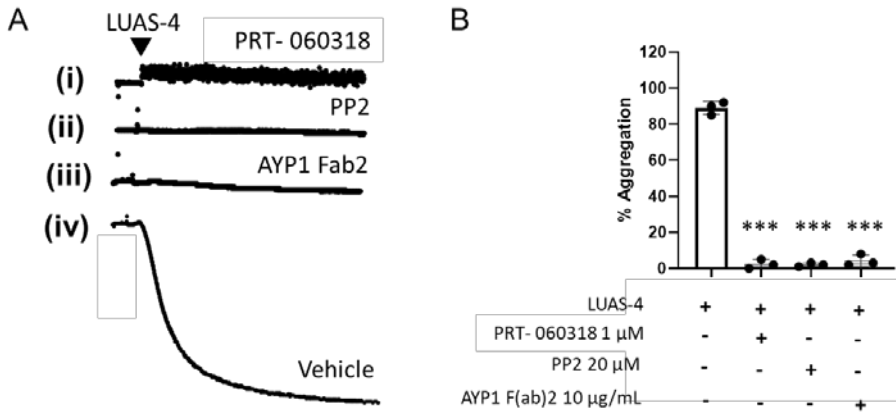 A
LUAS-4
PRT- 060318
(i)
PP2
(ii)
AYP1 Fab2
(iii)
(iv)
Vehicle
B
% Aggregation
120
100
80
60
40
20
0
*** *** ***
LUAS-4 + + + +
PRT- 060318 1 µM - + - -
PP2 20 µM - - + -
AYP1 F(ab)2 10 µg/mL - - - +